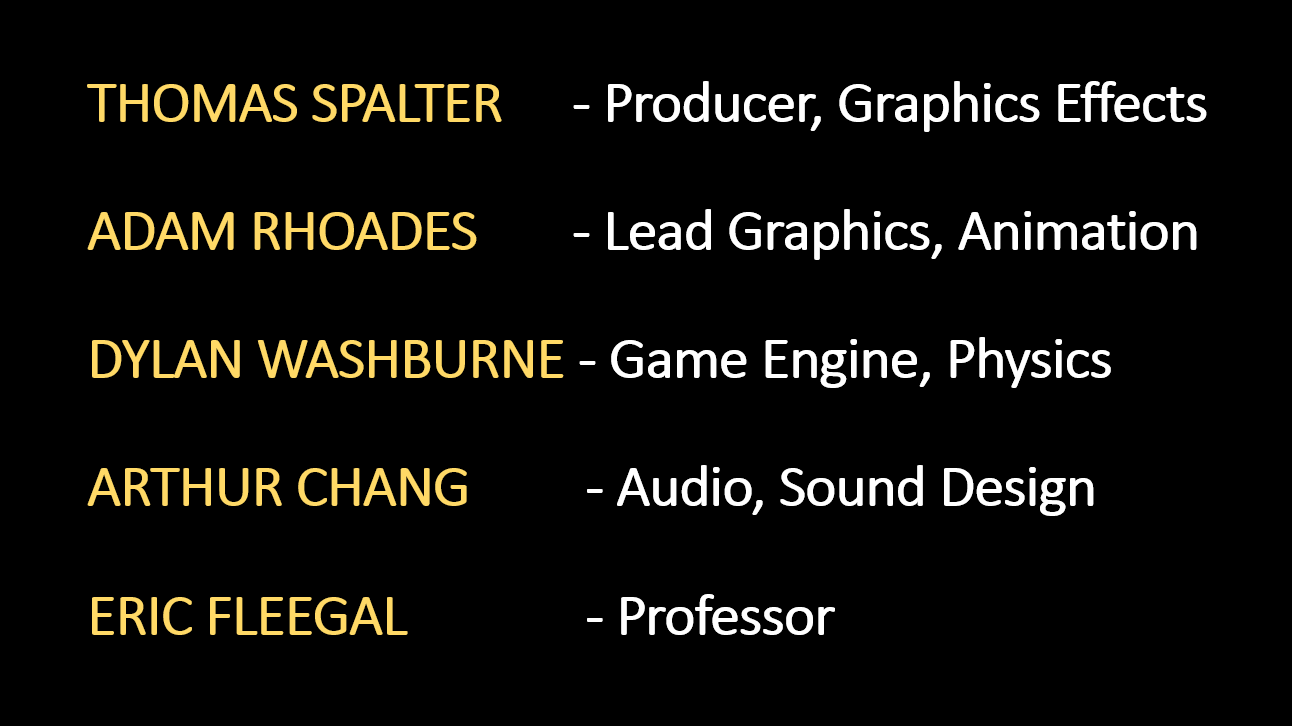 THOMAS SPALTER - Producer, Graphics Effects
ADAM RHOADES - Lead Graphics, Animation
DYLAN WASHBURNE - Game Engine, Physics
ARTHUR CHANG - Audio, Sound Design
ERIC FLEEGAL - Professor